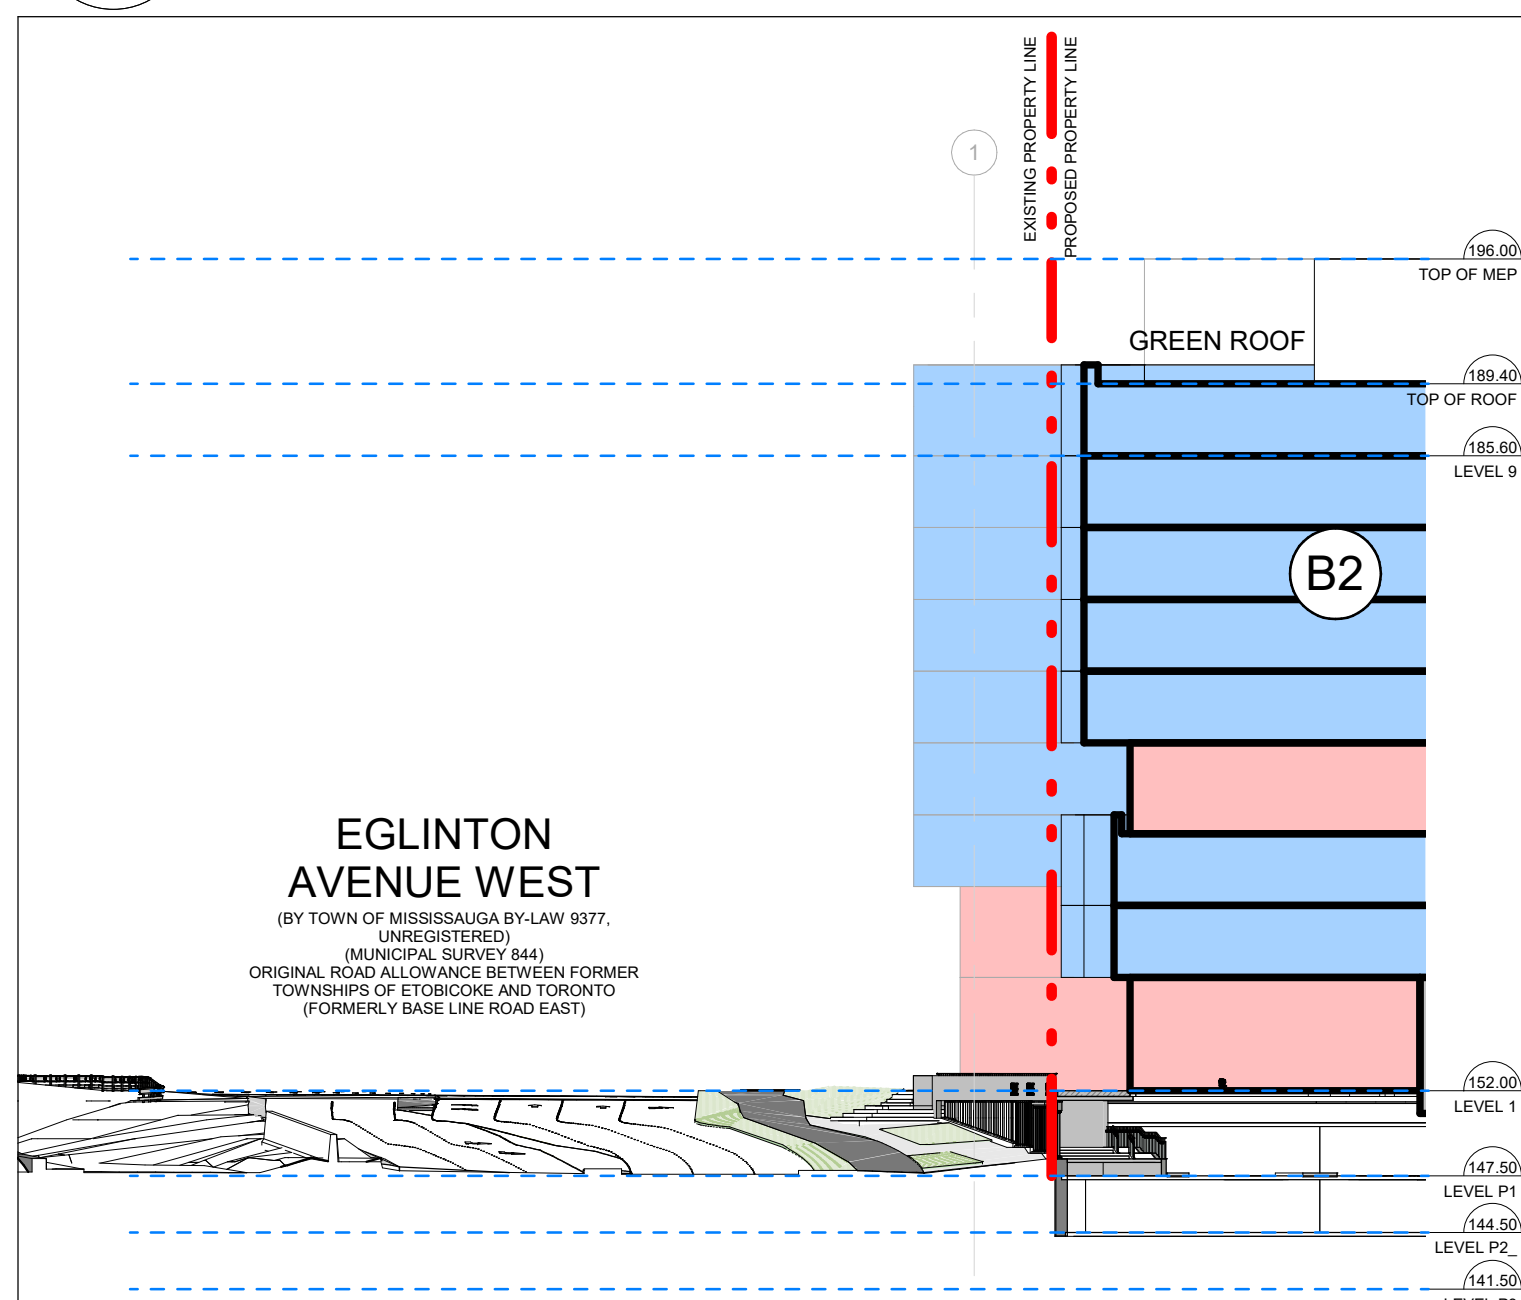 EXISTING PROPERTY LINE
PROPOSED PROPERTY LINE
1
196.00
TOP OF MEP
GREEN ROOF
189.40
TOP OF ROOF
185.60
LEVEL 9
B2
EGLINTON
AVENUE WEST
(BY TOWN OF MISSISSAUGA BY-LAW 9377,
UNREGISTERED)
(MUNICIPAL SURVEY 844)
ORIGINAL ROAD ALLOWANCE BETWEEN FORMER
TOWNSHIPS OF ETOBICOKE AND TORONTO
(FORMERLY BASE LINE ROAD EAST)
152.00
LEVEL 1
147.50
LEVEL P1
144.50
LEVEL P2_
141.50